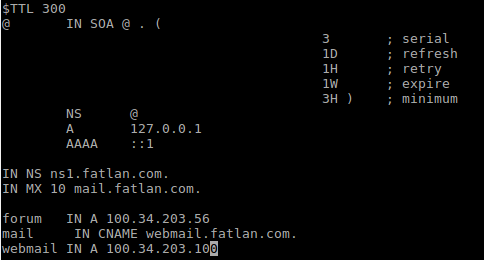 $TTL 300
@ IN SOA @ . (
3 ; serial
1D ; refresh
1H ; retry
1W ; expire
3H ) ; minimum
NS @
A 127.0.0.1
AAAA ::1
IN NS ns1.fatlan.com.
IN MX 10 mail.fatlan.com.
forum IN A 100.34.203.56
mail IN CNAME webmail.fatlan.com.
webmail IN A 100.34.203.100